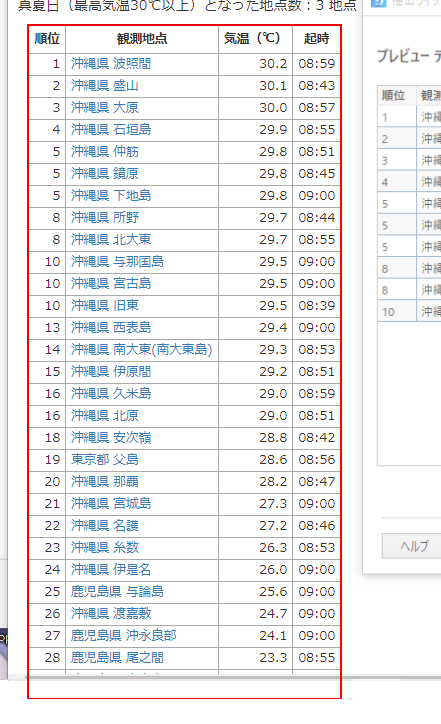 真夏日（最高気温30℃以上）となった地点数：3 地点
順位 観測地点 気温（℃） 起時
1 沖縄県 波照間 30.2 08:59
2 沖縄県 盛山 30.1 08:43
3 沖縄県 大原 30.0 08:57
4 沖縄県 石垣島 29.9 08:55
5 沖縄県 仲筋 29.8 08:51
5 沖縄県 鏡原 29.8 08:45
5 沖縄県 下地島 29.8 09:00
8 沖縄県 所野 29.7 08:44
8 沖縄県 北大東 29.7 08:55
10 沖縄県 与那国島 29.5 09:00
10 沖縄県 宮古島 29.5 09:00
10 沖縄県 旧東 29.5 08:39
13 沖縄県 西表島 29.4 09:00
14 沖縄県 南大東(南大東島) 29.3 08:53
15 沖縄県 伊原間 29.2 08:51
16 沖縄県 久米島 29.0 08:59
16 沖縄県 北原 29.0 08:51
18 沖縄県 安次嶺 28.8 08:42
19 東京都 父島 28.6 08:56
20 沖縄県 那覇 28.2 08:47
21 沖縄県 宮城島 27.3 09:00
22 沖縄県 名護 27.2 08:46
23 沖縄県 糸数 26.3 08:53
24 沖縄県 伊是名 26.0 09:00
25 鹿児島県 与論島 25.6 09:00
26 沖縄県 渡嘉敷 24.7 09:00
27 鹿児島県 沖永良部 24.1 09:00
28 鹿児島県 尾之間 23.3 08:55
プレビュー デ
順位 観測
1 沖縄
2 沖縄
3 沖縄
4 沖縄
5 沖縄
5 沖縄
5 沖縄
8 沖縄
8 沖縄
10 沖縄
ヘルプ